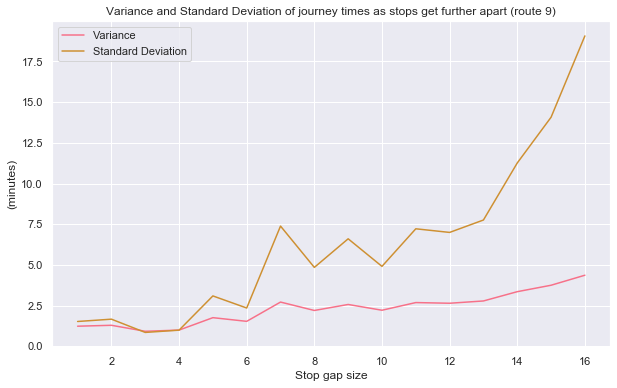 Variance and Standard Deviation of journey times as stops get further apart (route 9)
Variance
Standard Deviation
17.5
15.0
12.5
10.0
7.5
5.0
2.5
0.0
(minutes)
2 4 6 8 10 12 14 16
Stop gap size